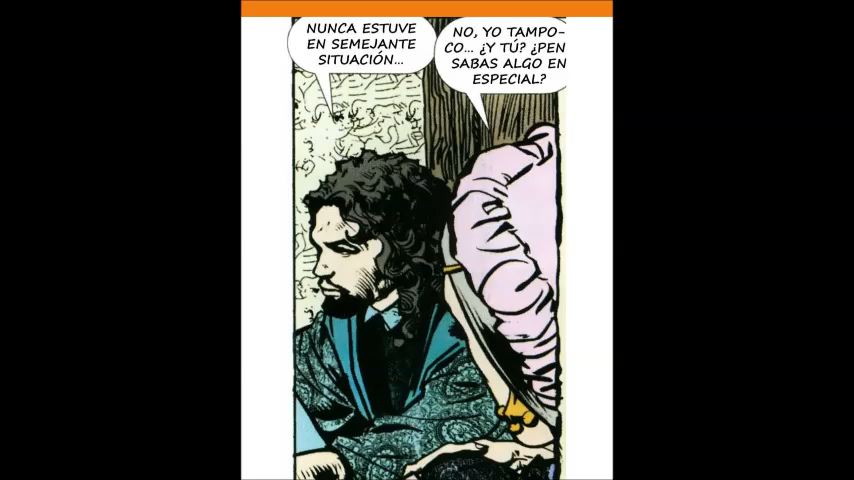 NUNCA ESTUVE
EN SEMEJANTE
SITUACIÓN...
NO, YO TAMPO-
CO... ¿Y TÚ? ¿PEN
SABAS ALGO EN
ESPECIAL?